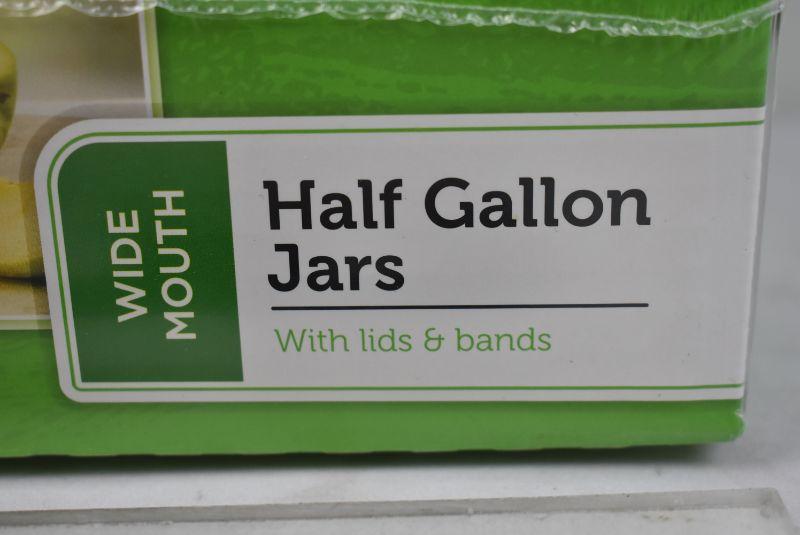 WIDE
MOUTH
Half Gallon
Jars
With lids & bands